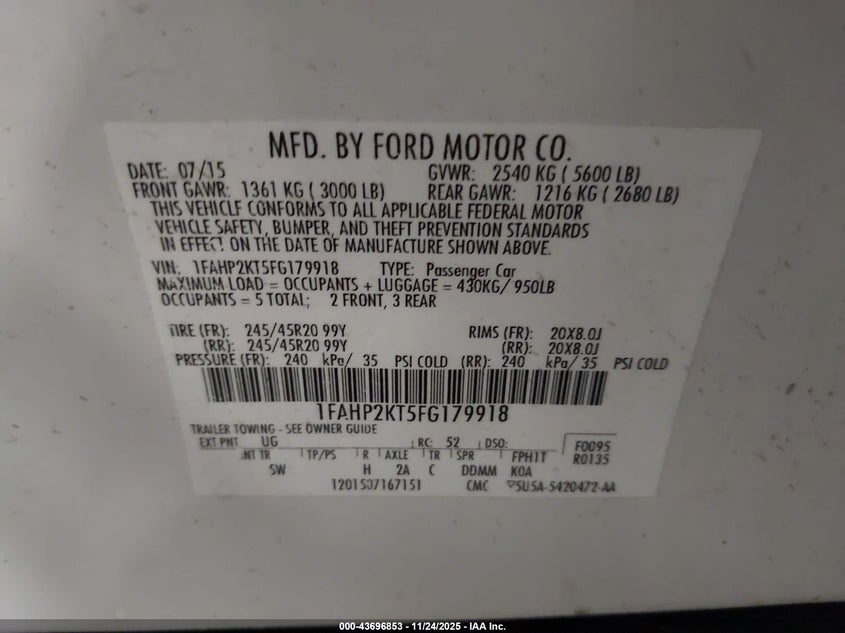 MFD. BY FORD MOTOR CO.
DATE: 07/15 GVWR: 2540 KG ( 5600 LB)
FRONT GAWR: 1361 KG ( 3000 LB) REAR GAWR: 1216 KG ( 2680 LB)
THIS VEHICLE CONFORMS TO ALL APPLICABLE FEDERAL MOTOR
VEHICLE SAFETY, BUMPER, AND THEFT PREVENTION STANDARDS
IN EFFECT ON THE DATE OF MANUFACTURE SHOWN ABOVE.
VIN: 1FAHP2KT5FG179918 TYPE: Passenger Car
MAXIMUM LOAD = OCCUPANTS + LUGGAGE = 430KG/ 950LB
OCCUPANTS = 5 TOTAL; 2 FRONT, 3 REAR
TIRE (FR): 245/45R20 99Y RIMS (FR): 20X8.0J
(RR): 245/45R20 99Y (RR): 20X8.0J
PRESSURE (FR): 240 kPa/ 35 PSI COLD (RR): 240 kPa/ 35 PSI COLD
1FAHP2KT5FG179918
TRAILER TOWING - SEE OWNER GUIDE
EXT PNT UG RC: 52 DSO: F0095
INT TR TP/PS R AXLE TR SPR FPH1T R0135
SW H 2A C DDMM KOA
1201507167151 CMC 5U5A-5420472-AA
000-43696853 - 11/24/2025 - IAA Inc.